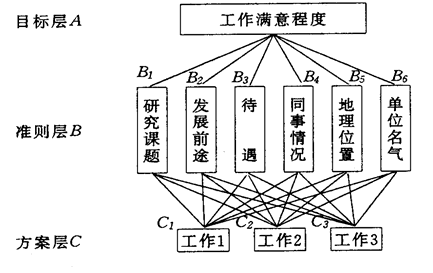 目标层A
工作满意程度
B1 B2 B3 B4 B5 B6
准则层B
研究课题
发展前途
待遇
同事情况
地理位置
单位名气
C1 C2 C3
方案层C
工作1
工作2
工作3